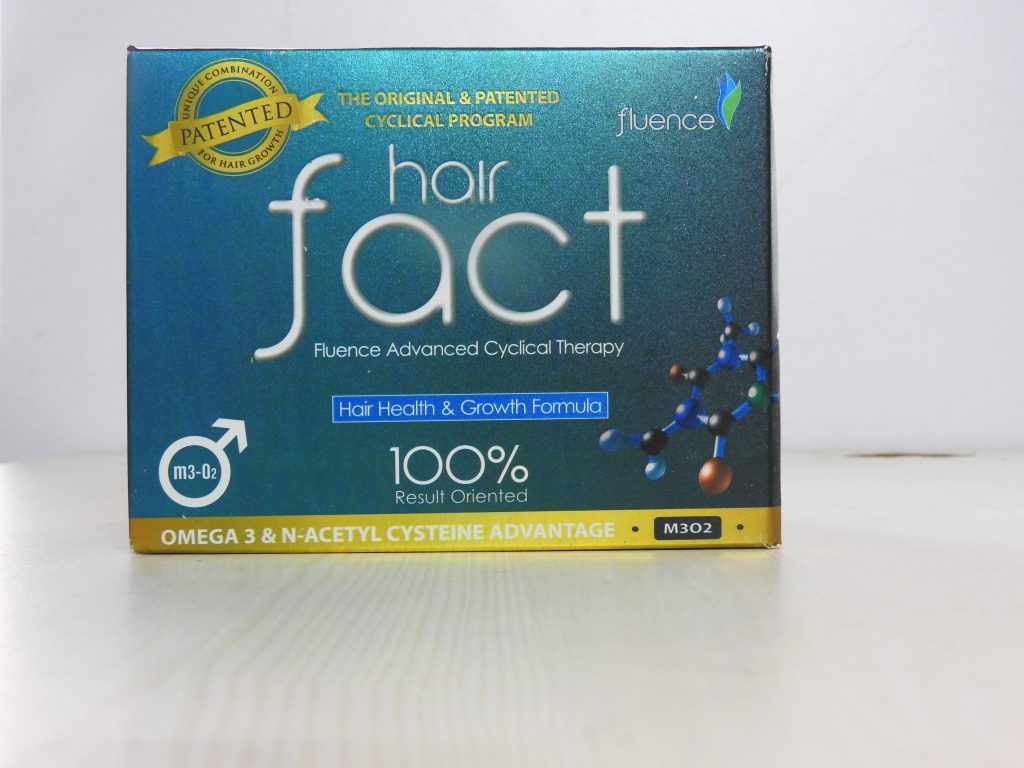 UNIQUE COMBINATION
PATENTED
FOR HAIR GROWTH
THE ORIGINAL & PATENTED
CYCLICAL PROGRAM
fluence
hair
fact
Fluence Advanced Cyclical Therapy
Hair Health & Growth Formula
m3-O2
100%
Result Oriented
OMEGA 3 & N-ACETYL CYSTEINE ADVANTAGE • M3O2 •